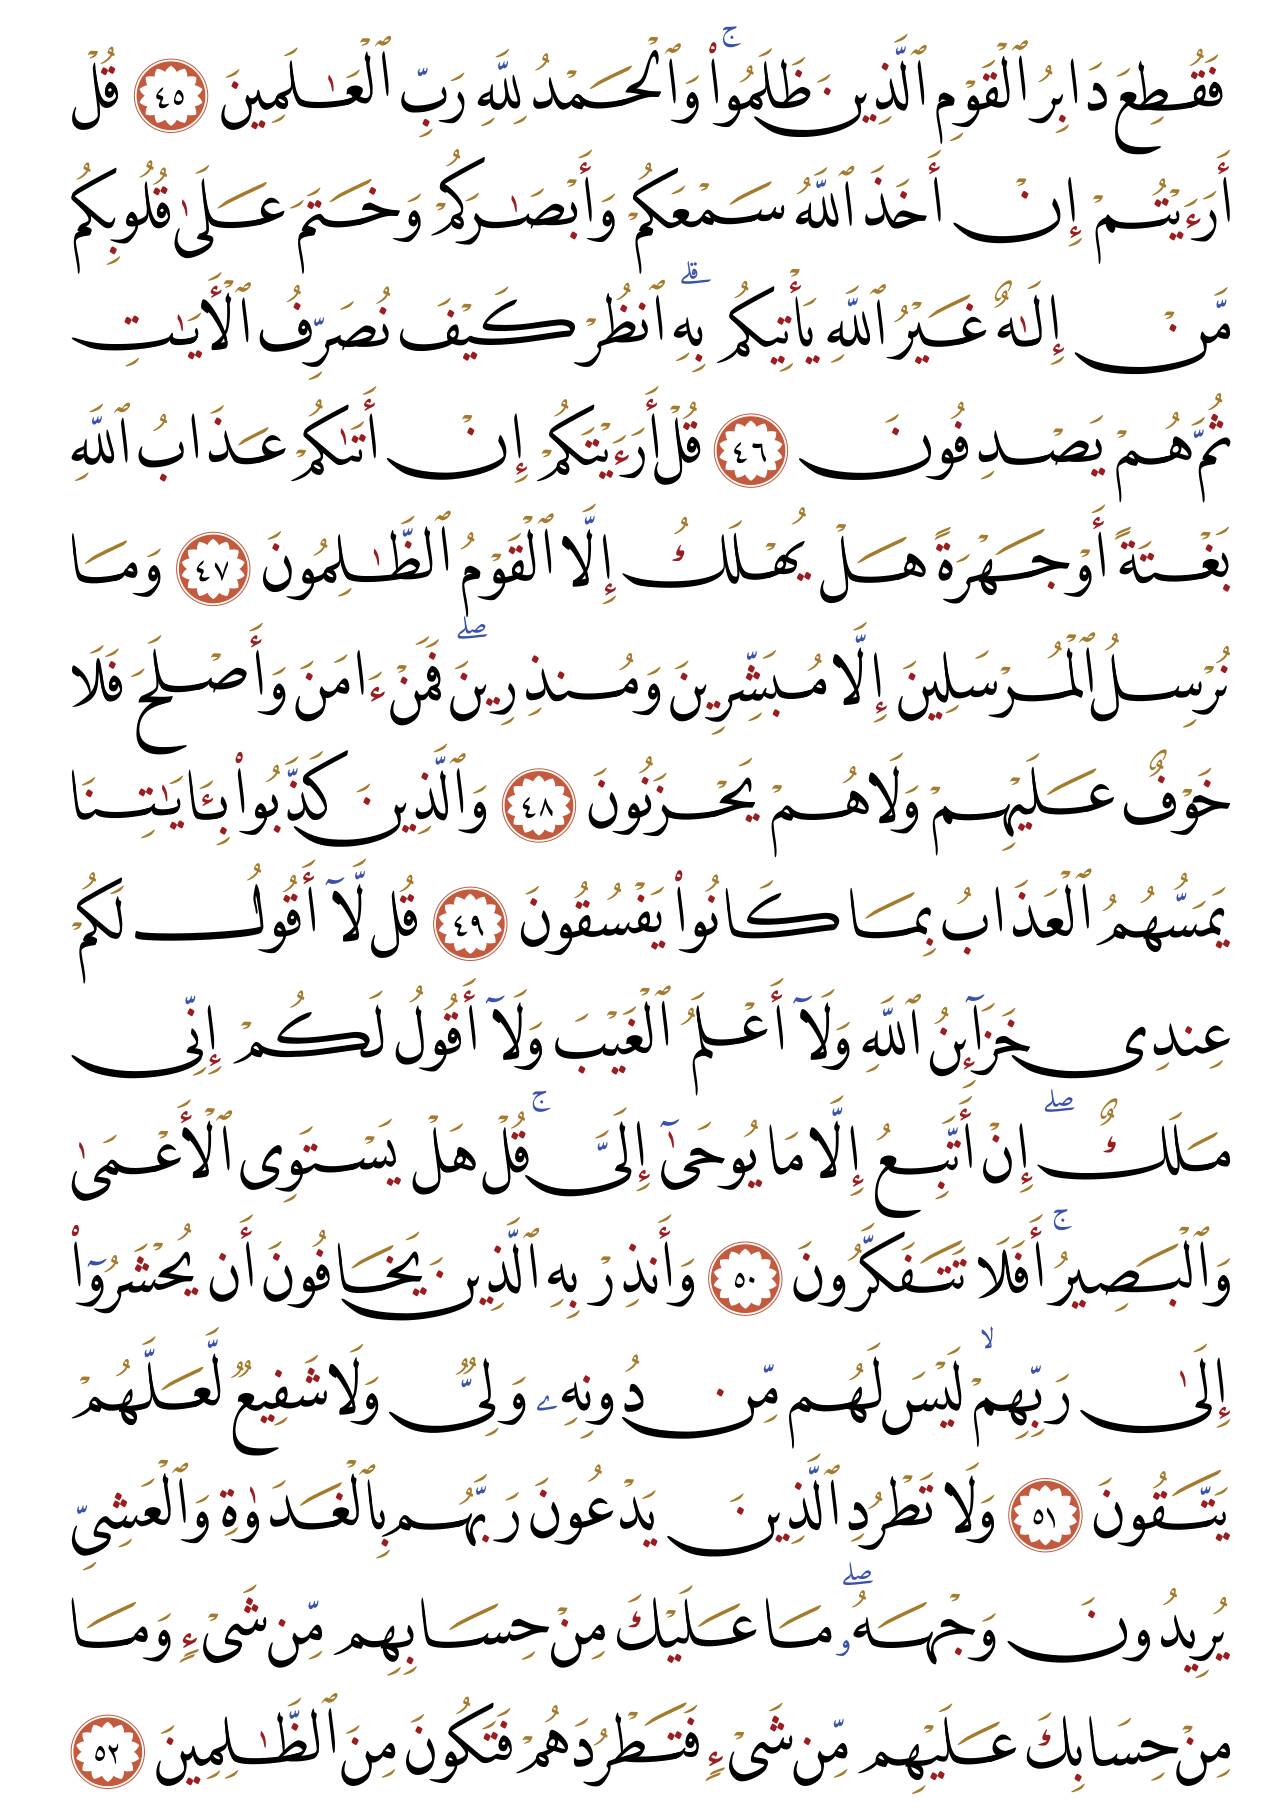 فَقُطِعَ دَابِرُ ٱلْقَوْمِ ٱلَّذِينَ ظَلَمُوا۟ ۚ وَٱلْحَمْدُ لِلَّهِ رَبِّ ٱلْعَـٰلَمِينَ ٤٥ قُلْ
أَرَءَيْتُمْ إِنْ أَخَذَ ٱللَّهُ سَمْعَكُمْ وَأَبْصَـٰرَكُمْ وَخَتَمَ عَلَىٰ قُلُوبِكُم
مَّنْ إِلَـٰهٌ غَيْرُ ٱللَّهِ يَأْتِيكُم بِهِ ۗ ٱنظُرْ كَيْفَ نُصَرِّفُ ٱلْـَٔايَـٰتِ
ثُمَّ هُمْ يَصْدِفُونَ ٤٦ قُلْ أَرَءَيْتَكُمْ إِنْ أَتَىٰكُمْ عَذَابُ ٱللَّهِ
بَغْتَةً أَوْ جَهْرَةً هَلْ يُهْلَكُ إِلَّا ٱلْقَوْمُ ٱلظَّـٰلِمُونَ ٤٧ وَمَا
نُرْسِلُ ٱلْمُرْسَلِينَ إِلَّا مُبَشِّرِينَ وَمُنذِرِينَ ۖ فَمَنْ ءَامَنَ وَأَصْلَحَ فَلَا
خَوْفٌ عَلَيْهِمْ وَلَا هُمْ يَحْزَنُونَ ٤٨ وَٱلَّذِينَ كَذَّبُوا۟ بِـَٔايَـٰتِنَا
يَمَسُّهُمُ ٱلْعَذَابُ بِمَا كَانُوا۟ يَفْسُقُونَ ٤٩ قُل لَّآ أَقُولُ لَكُمْ
عِندِى خَزَآئِنُ ٱللَّهِ وَلَآ أَعْلَمُ ٱلْغَيْبَ وَلَآ أَقُولُ لَكُمْ إِنِّى
مَلَكٌ ۖ إِنْ أَتَّبِعُ إِلَّا مَا يُوحَىٰٓ إِلَىَّ ۚ قُلْ هَلْ يَسْتَوِى ٱلْأَعْمَىٰ
وَٱلْبَصِيرُ ۚ أَفَلَا تَتَفَكَّرُونَ ٥٠ وَأَنذِرْ بِهِ ٱلَّذِينَ يَخَافُونَ أَن يُحْشَرُوٓا۟
إِلَىٰ رَبِّهِمْ ۙ لَيْسَ لَهُم مِّن دُونِهِۦ وَلِىٌّ وَلَا شَفِيعٌ لَّعَلَّهُمْ
يَتَّقُونَ ٥١ وَلَا تَطْرُدِ ٱلَّذِينَ يَدْعُونَ رَبَّهُم بِٱلْغَدَوٰةِ وَٱلْعَشِىِّ
يُرِيدُونَ وَجْهَهُۥ ۖ مَا عَلَيْكَ مِنْ حِسَابِهِم مِّن شَىْءٍ وَمَا
مِنْ حِسَابِكَ عَلَيْهِم مِّن شَىْءٍ فَتَطْرُدَهُمْ فَتَكُونَ مِنَ ٱلظَّـٰلِمِينَ ٥٢